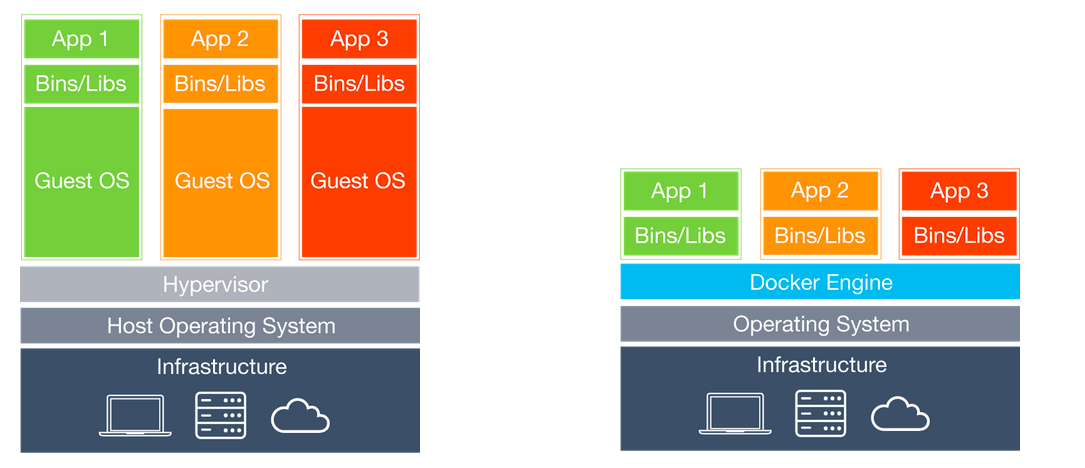 App 1
App 2
App 3
Bins/Libs
Bins/Libs
Bins/Libs
Guest OS
Guest OS
Guest OS
Hypervisor
Host Operating System
Infrastructure
App 1
App 2
App 3
Bins/Libs
Bins/Libs
Bins/Libs
Docker Engine
Operating System
Infrastructure